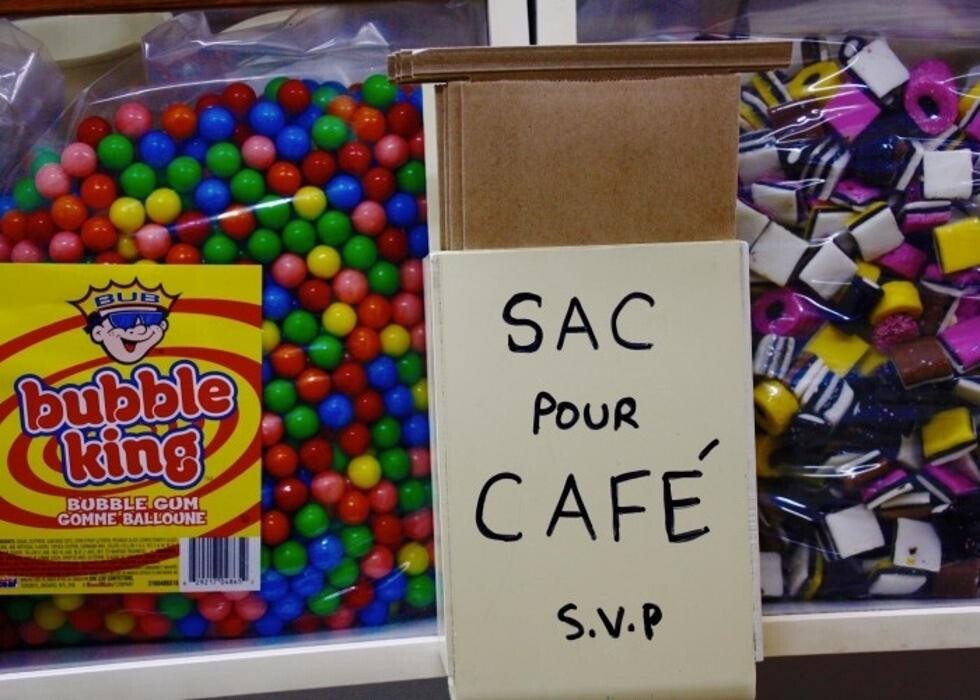 BUB
bubble
king
BUBBLE GUM
GOMME BALLOUNE
SAC
POUR
CAFÉ
S.V.P